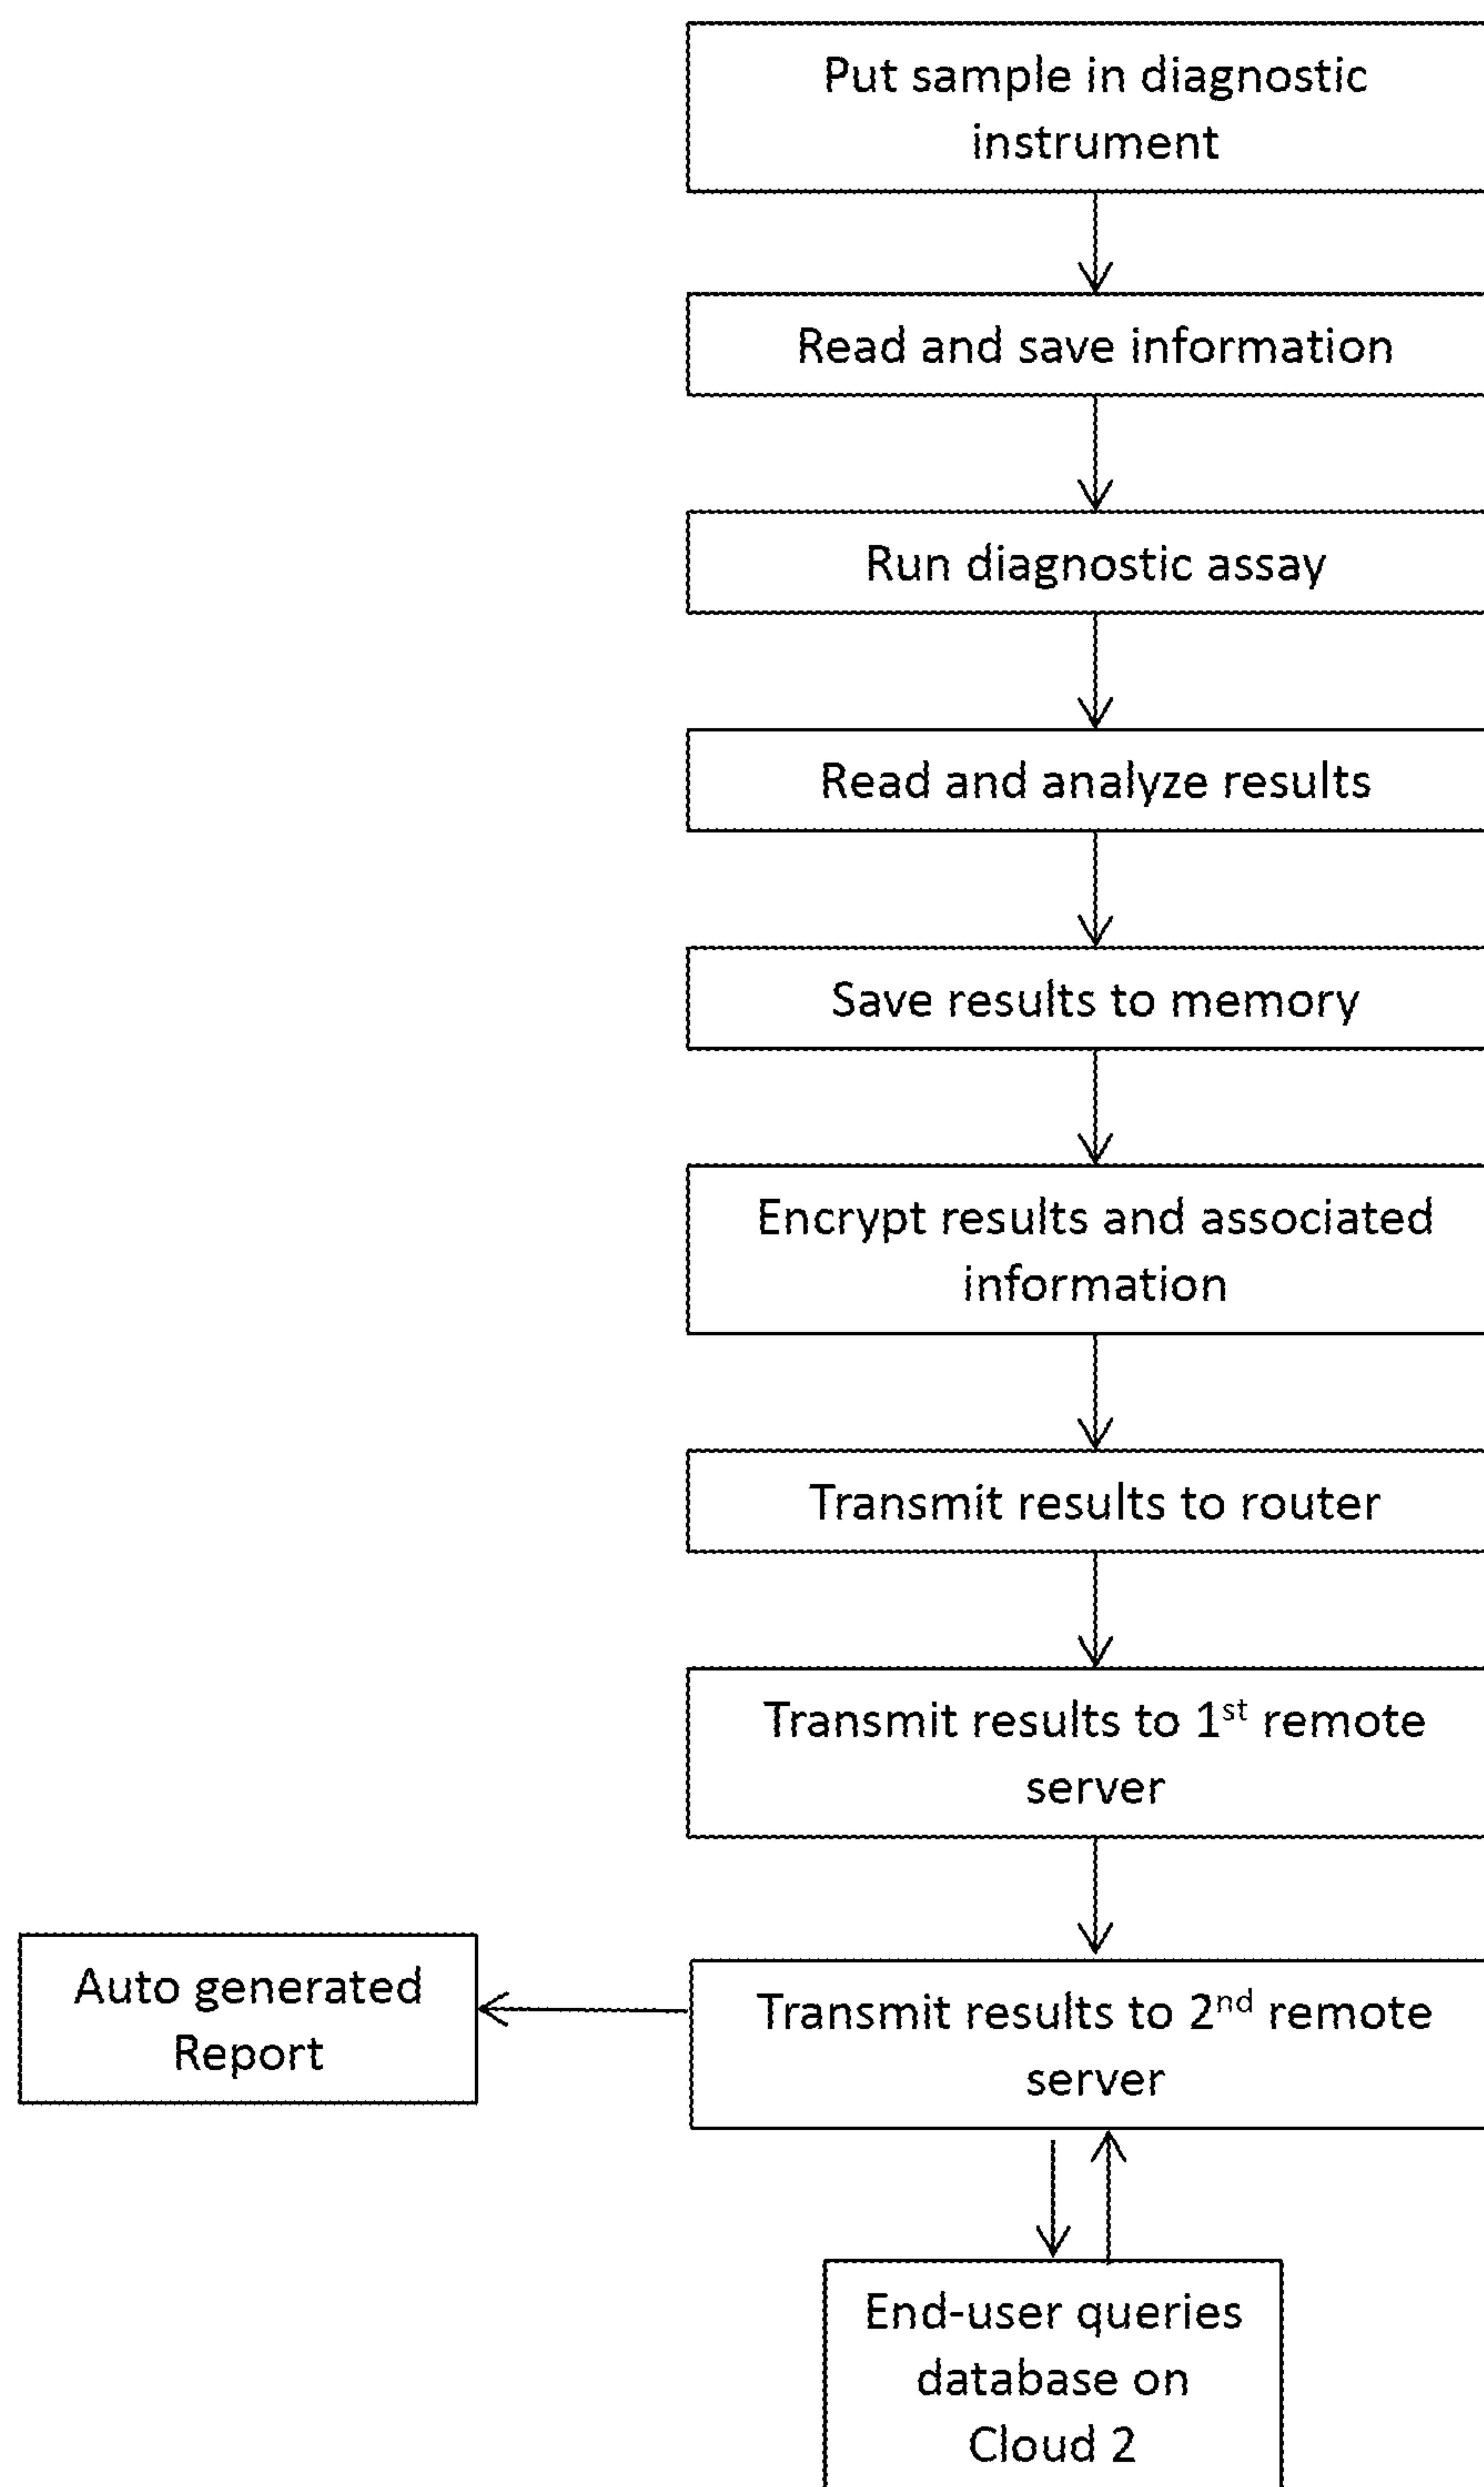 Put sample in diagnostic
instrument
Read and save information
Run diagnostic assay
Read and analyze results
Save results to memory
Encrypt results and associated
information
Transmit results to router
Transmit results to 1st remote
server
Auto generated
Report
Transmit results to 2nd remote
server
End-user queries
database on
Cloud 2